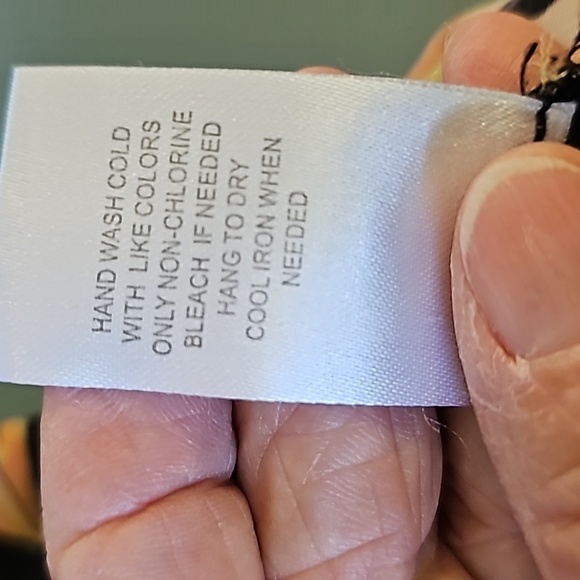 HAND WASH COLD
WITH LIKE COLORS
ONLY NON-CHLORINE
BLEACH IF NEEDED
HANG TO DRY
COOL IRON WHEN
NEEDED